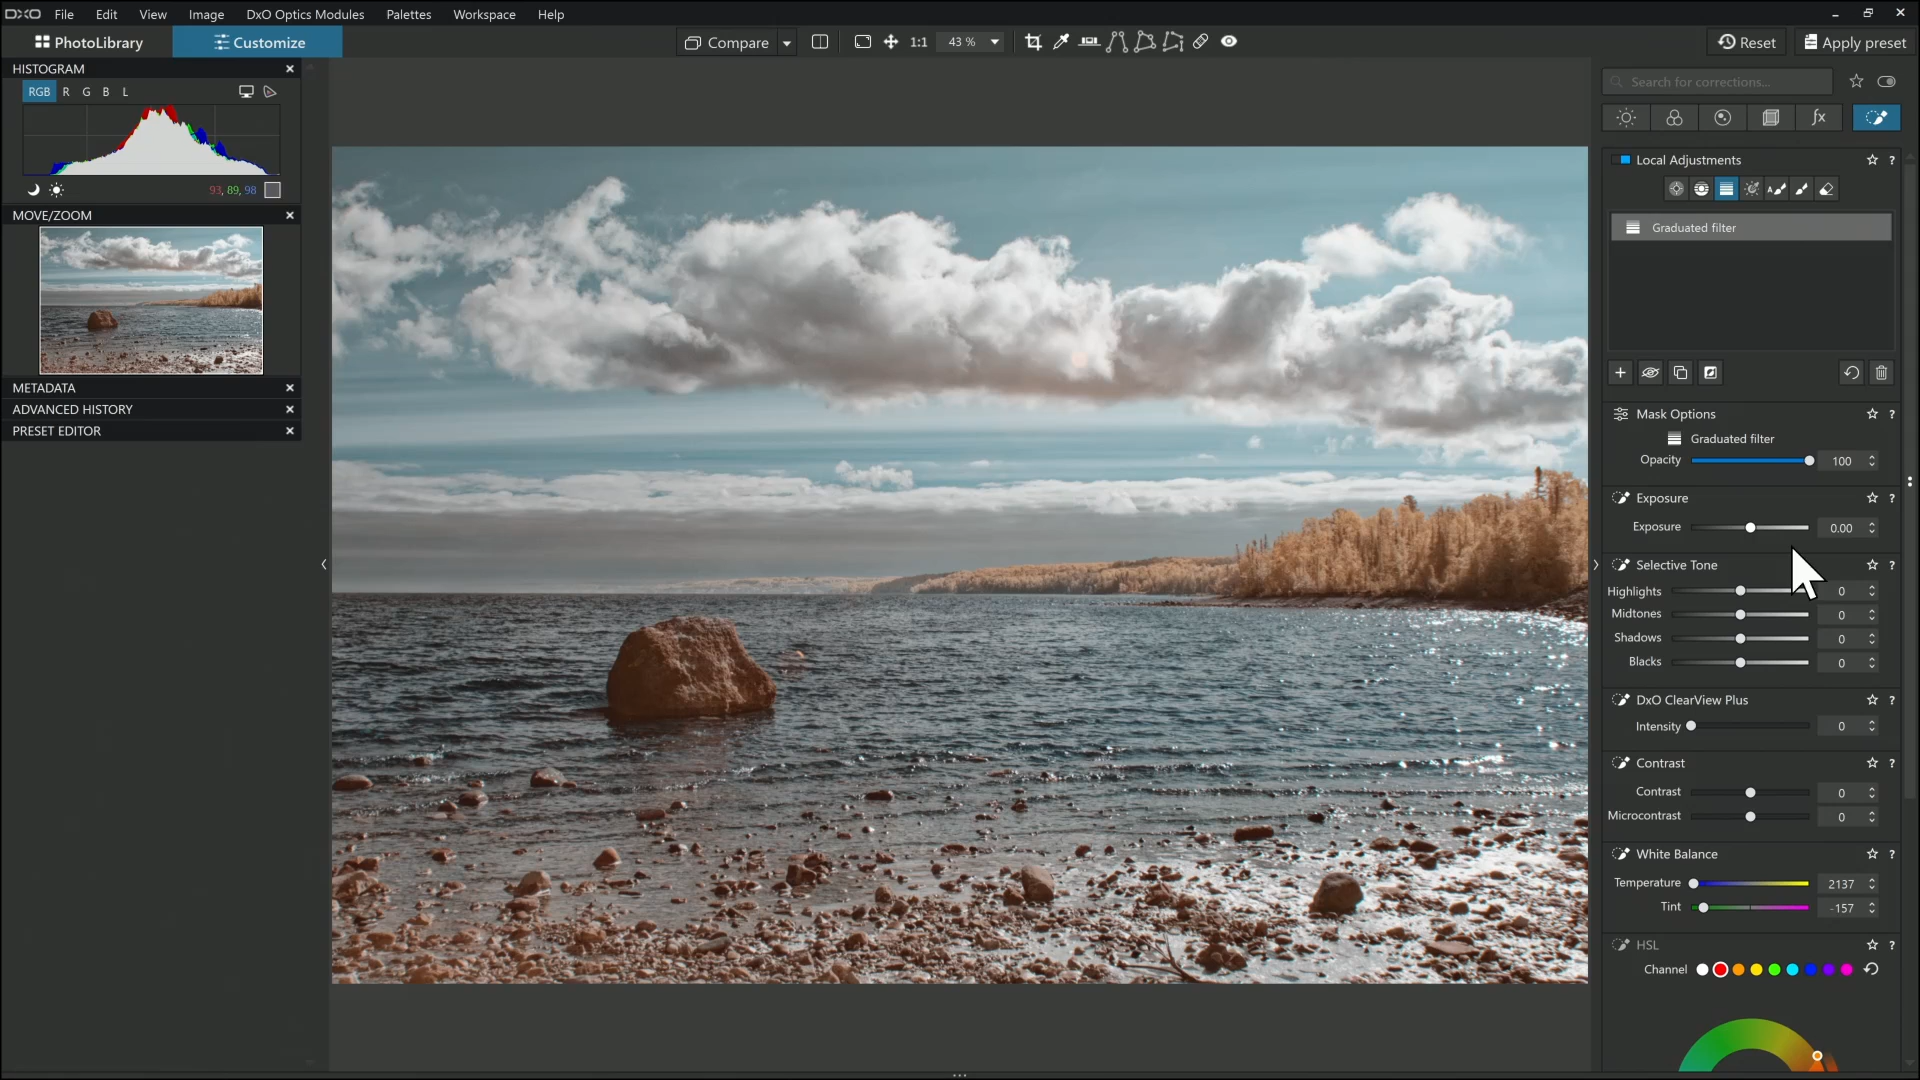 DXO File Edit View Image DxO Optics Modules Palettes Workspace Help
PhotoLibrary Customize Compare 1:1 43 % Reset Apply preset
HISTOGRAM
RGB R G B L
93, 89, 98
MOVE/ZOOM
METADATA
ADVANCED HISTORY
PRESET EDITOR
Search for corrections...
fx
Local Adjustments ?
A
Graduated filter
Mask Options ?
Graduated filter
Opacity 100
Exposure ?
Exposure 0.00
Selective Tone ?
Highlights 0
Midtones 0
Shadows 0
Blacks 0
DxO ClearView Plus ?
Intensity 0
Contrast ?
Contrast 0
Microcontrast 0
White Balance ?
Temperature 2137
Tint -157
HSL ?
Channel